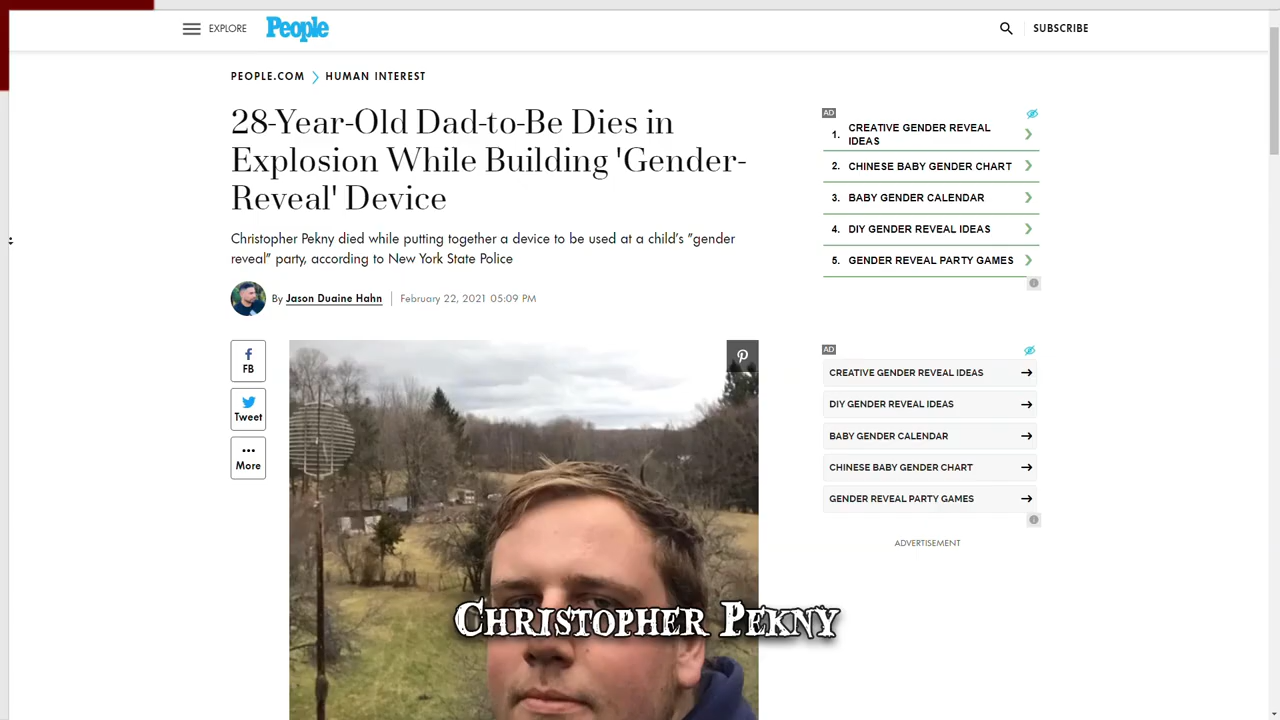 EXPLORE
People
SUBSCRIBE
PEOPLE.COM
HUMAN INTEREST
28-Year-Old Dad-to-Be Dies in
Explosion While Building 'Gender-
Reveal' Device
Christopher Pekny died while putting together a device to be used at a child's "gender
reveal" party, according to New York State Police
By Jason Duaine Hahn
February 22, 2021 05:09 PM
FB
Tweet
More
Christopher Pekny
AD
1. CREATIVE GENDER REVEAL
IDEAS
2. CHINESE BABY GENDER CHART
3. BABY GENDER CALENDAR
4. DIY GENDER REVEAL IDEAS
5. GENDER REVEAL PARTY GAMES
AD
CREATIVE GENDER REVEAL IDEAS
DIY GENDER REVEAL IDEAS
BABY GENDER CALENDAR
CHINESE BABY GENDER CHART
GENDER REVEAL PARTY GAMES
ADVERTISEMENT